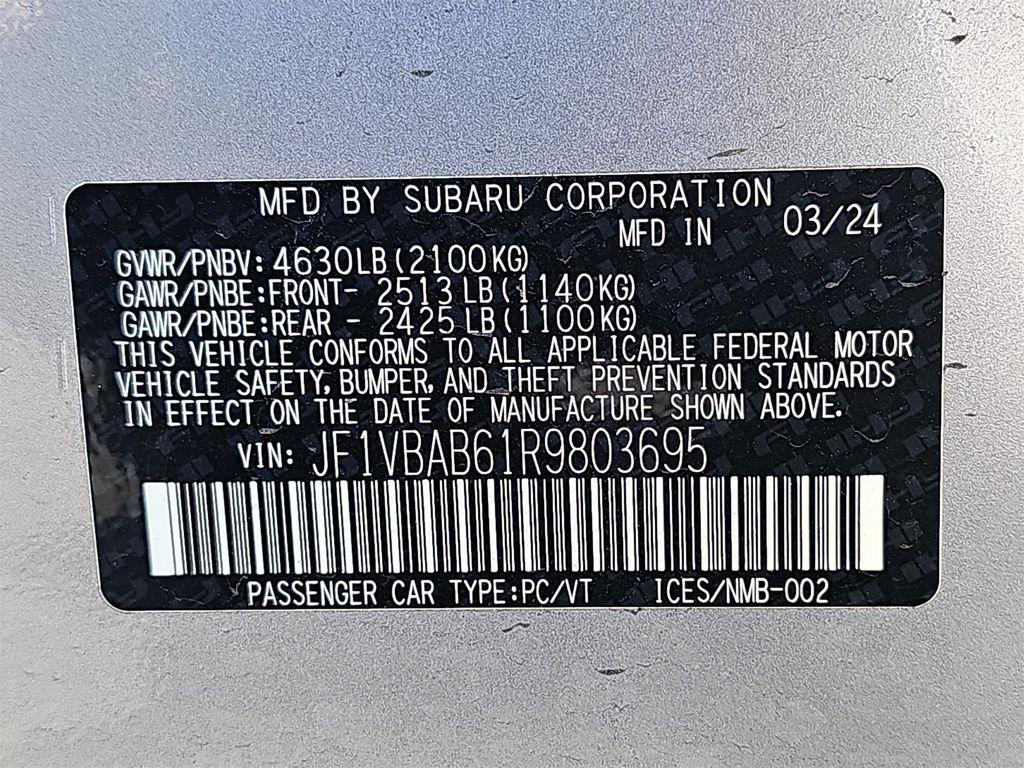 MFD BY SUBARU CORPORATION
MFD IN 03/24
GVWR/PNBV: 4630LB(2100KG)
GAWR/PNBE:FRONT- 2513LB(1140KG)
GAWR/PNBE:REAR - 2425LB(1100KG)
THIS VEHICLE CONFORMS TO ALL APPLICABLE FEDERAL MOTOR
VEHICLE SAFETY, BUMPER, AND THEFT PREVENTION STANDARDS
IN EFFECT ON THE DATE OF MANUFACTURE SHOWN ABOVE.
VIN: JF1VBAB61R9803695
PASSENGER CAR TYPE:PC/VT ICES/NMB-002